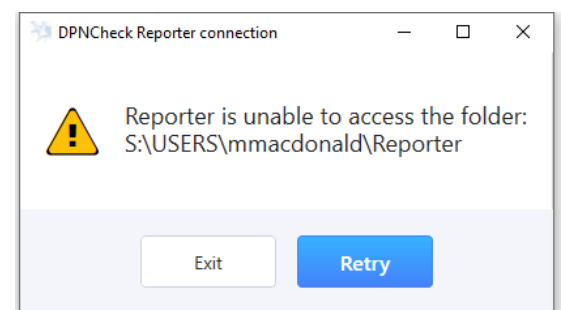 DPNCheck Reporter connection
Reporter is unable to access the folder:
S:\USERS\mmacdonald\Reporter
Exit
Retry